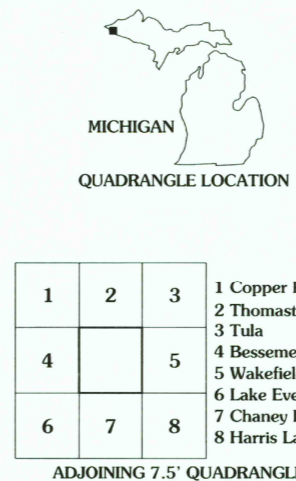 MICHIGAN
QUADRANGLE LOCATION
1 2 3
4 5
6 7 8
1 Copper
2 Thomast
3 Tula
4 Besseme
5 Wakefiel
6 Lake Eve
7 Chaney
8 Harris La
ADJOINING 7.5' QUADRANGLE